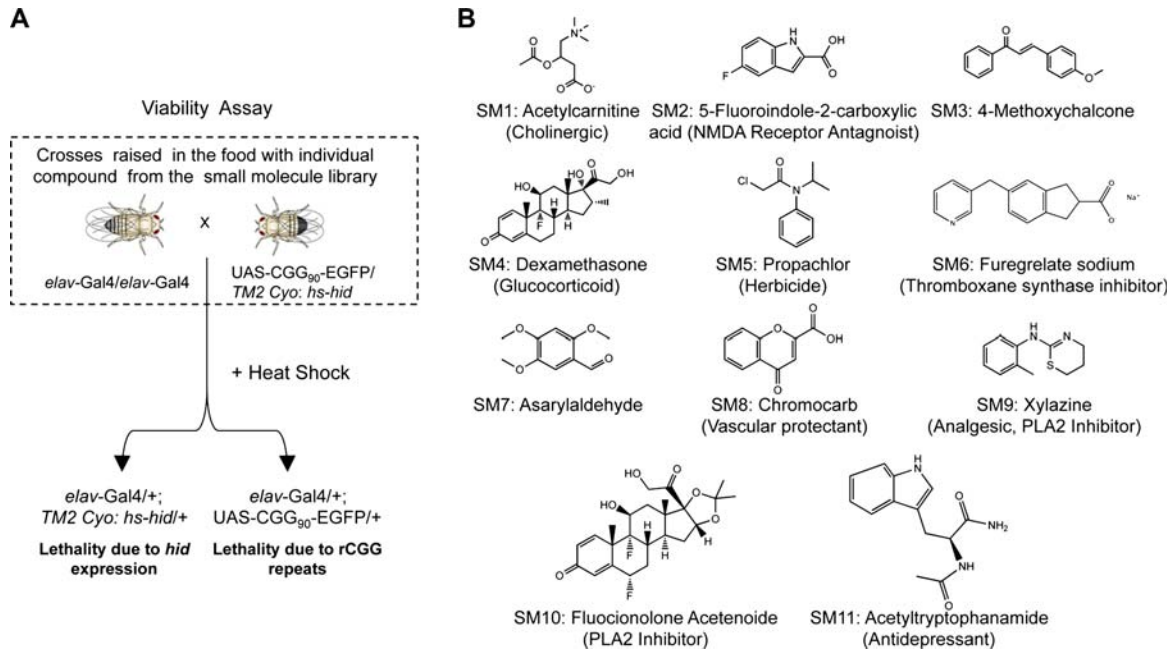 A
Viability Assay
Crosses raised in the food with individual
compound from the small molecule library
X
elav-Gal4/elav-Gal4
UAS-CGG90-EGFP/
TM2 Cyo: hs-hid
+ Heat Shock
elav-Gal4/+;
TM2 Cyo: hs-hid/+
Lethality due to hid
expression
elav-Gal4/+;
UAS-CGG90-EGFP/+
Lethality due to rCGG
repeats
B
SM1: Acetylcarnitine
(Cholinergic)
SM2: 5-Fluoroindole-2-carboxylic
acid (NMDA Receptor Antagnoist)
SM3: 4-Methoxychalcone
SM4: Dexamethasone
(Glucocorticoid)
SM5: Propachlor
(Herbicide)
SM6: Furegrelate sodium
(Thromboxane synthase inhibitor)
SM7: Asarylaldehyde
SM8: Chromocarb
(Vascular protectant)
SM9: Xylazine
(Analgesic, PLA2 Inhibitor)
SM10: Fluocionolone Acetenoide
(PLA2 Inhibitor)
SM11: Acetyltryptophanamide
(Antidepressant)